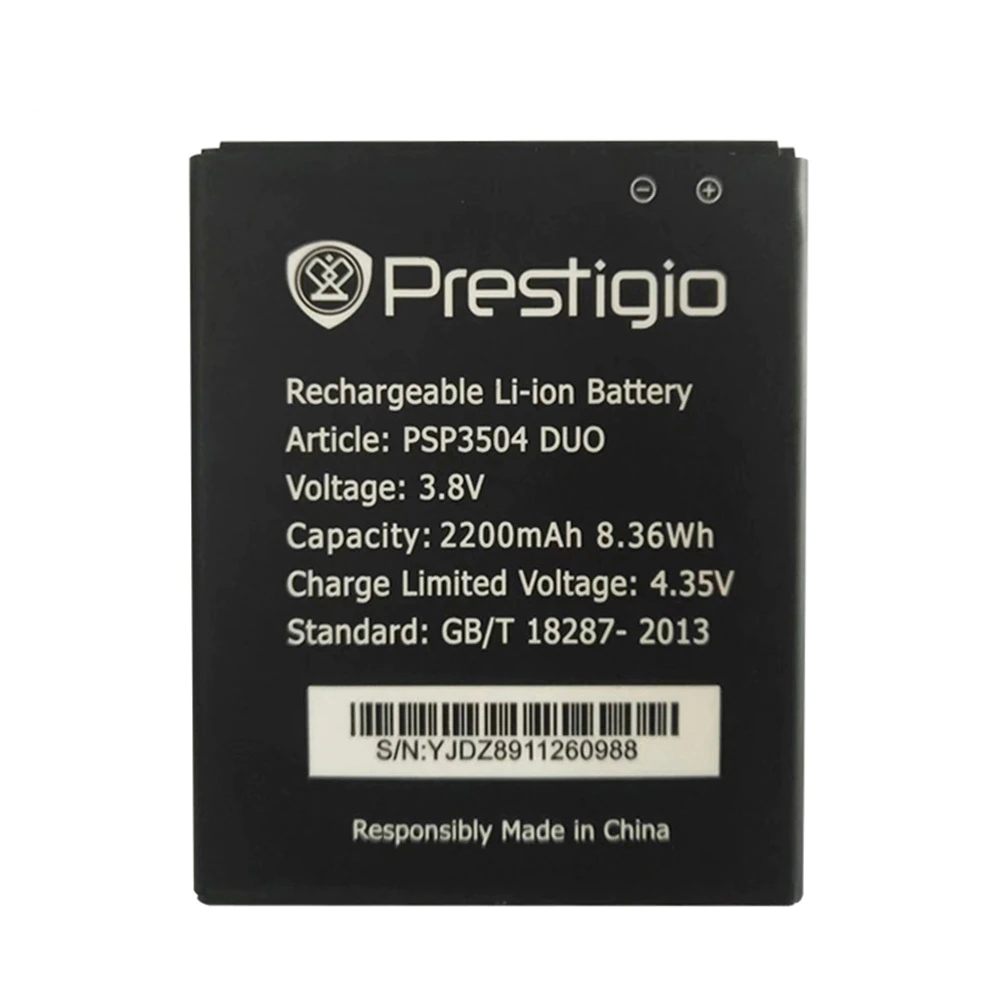 Prestigio
Rechargeable Li-ion Battery
Article: PSP3504 DUO
Voltage: 3.8V
Capacity: 2200mAh 8.36Wh
Charge Limited Voltage: 4.35V
Standard: GB/T 18287- 2013
S/N:YJDZ8911260988
Responsibly Made in China